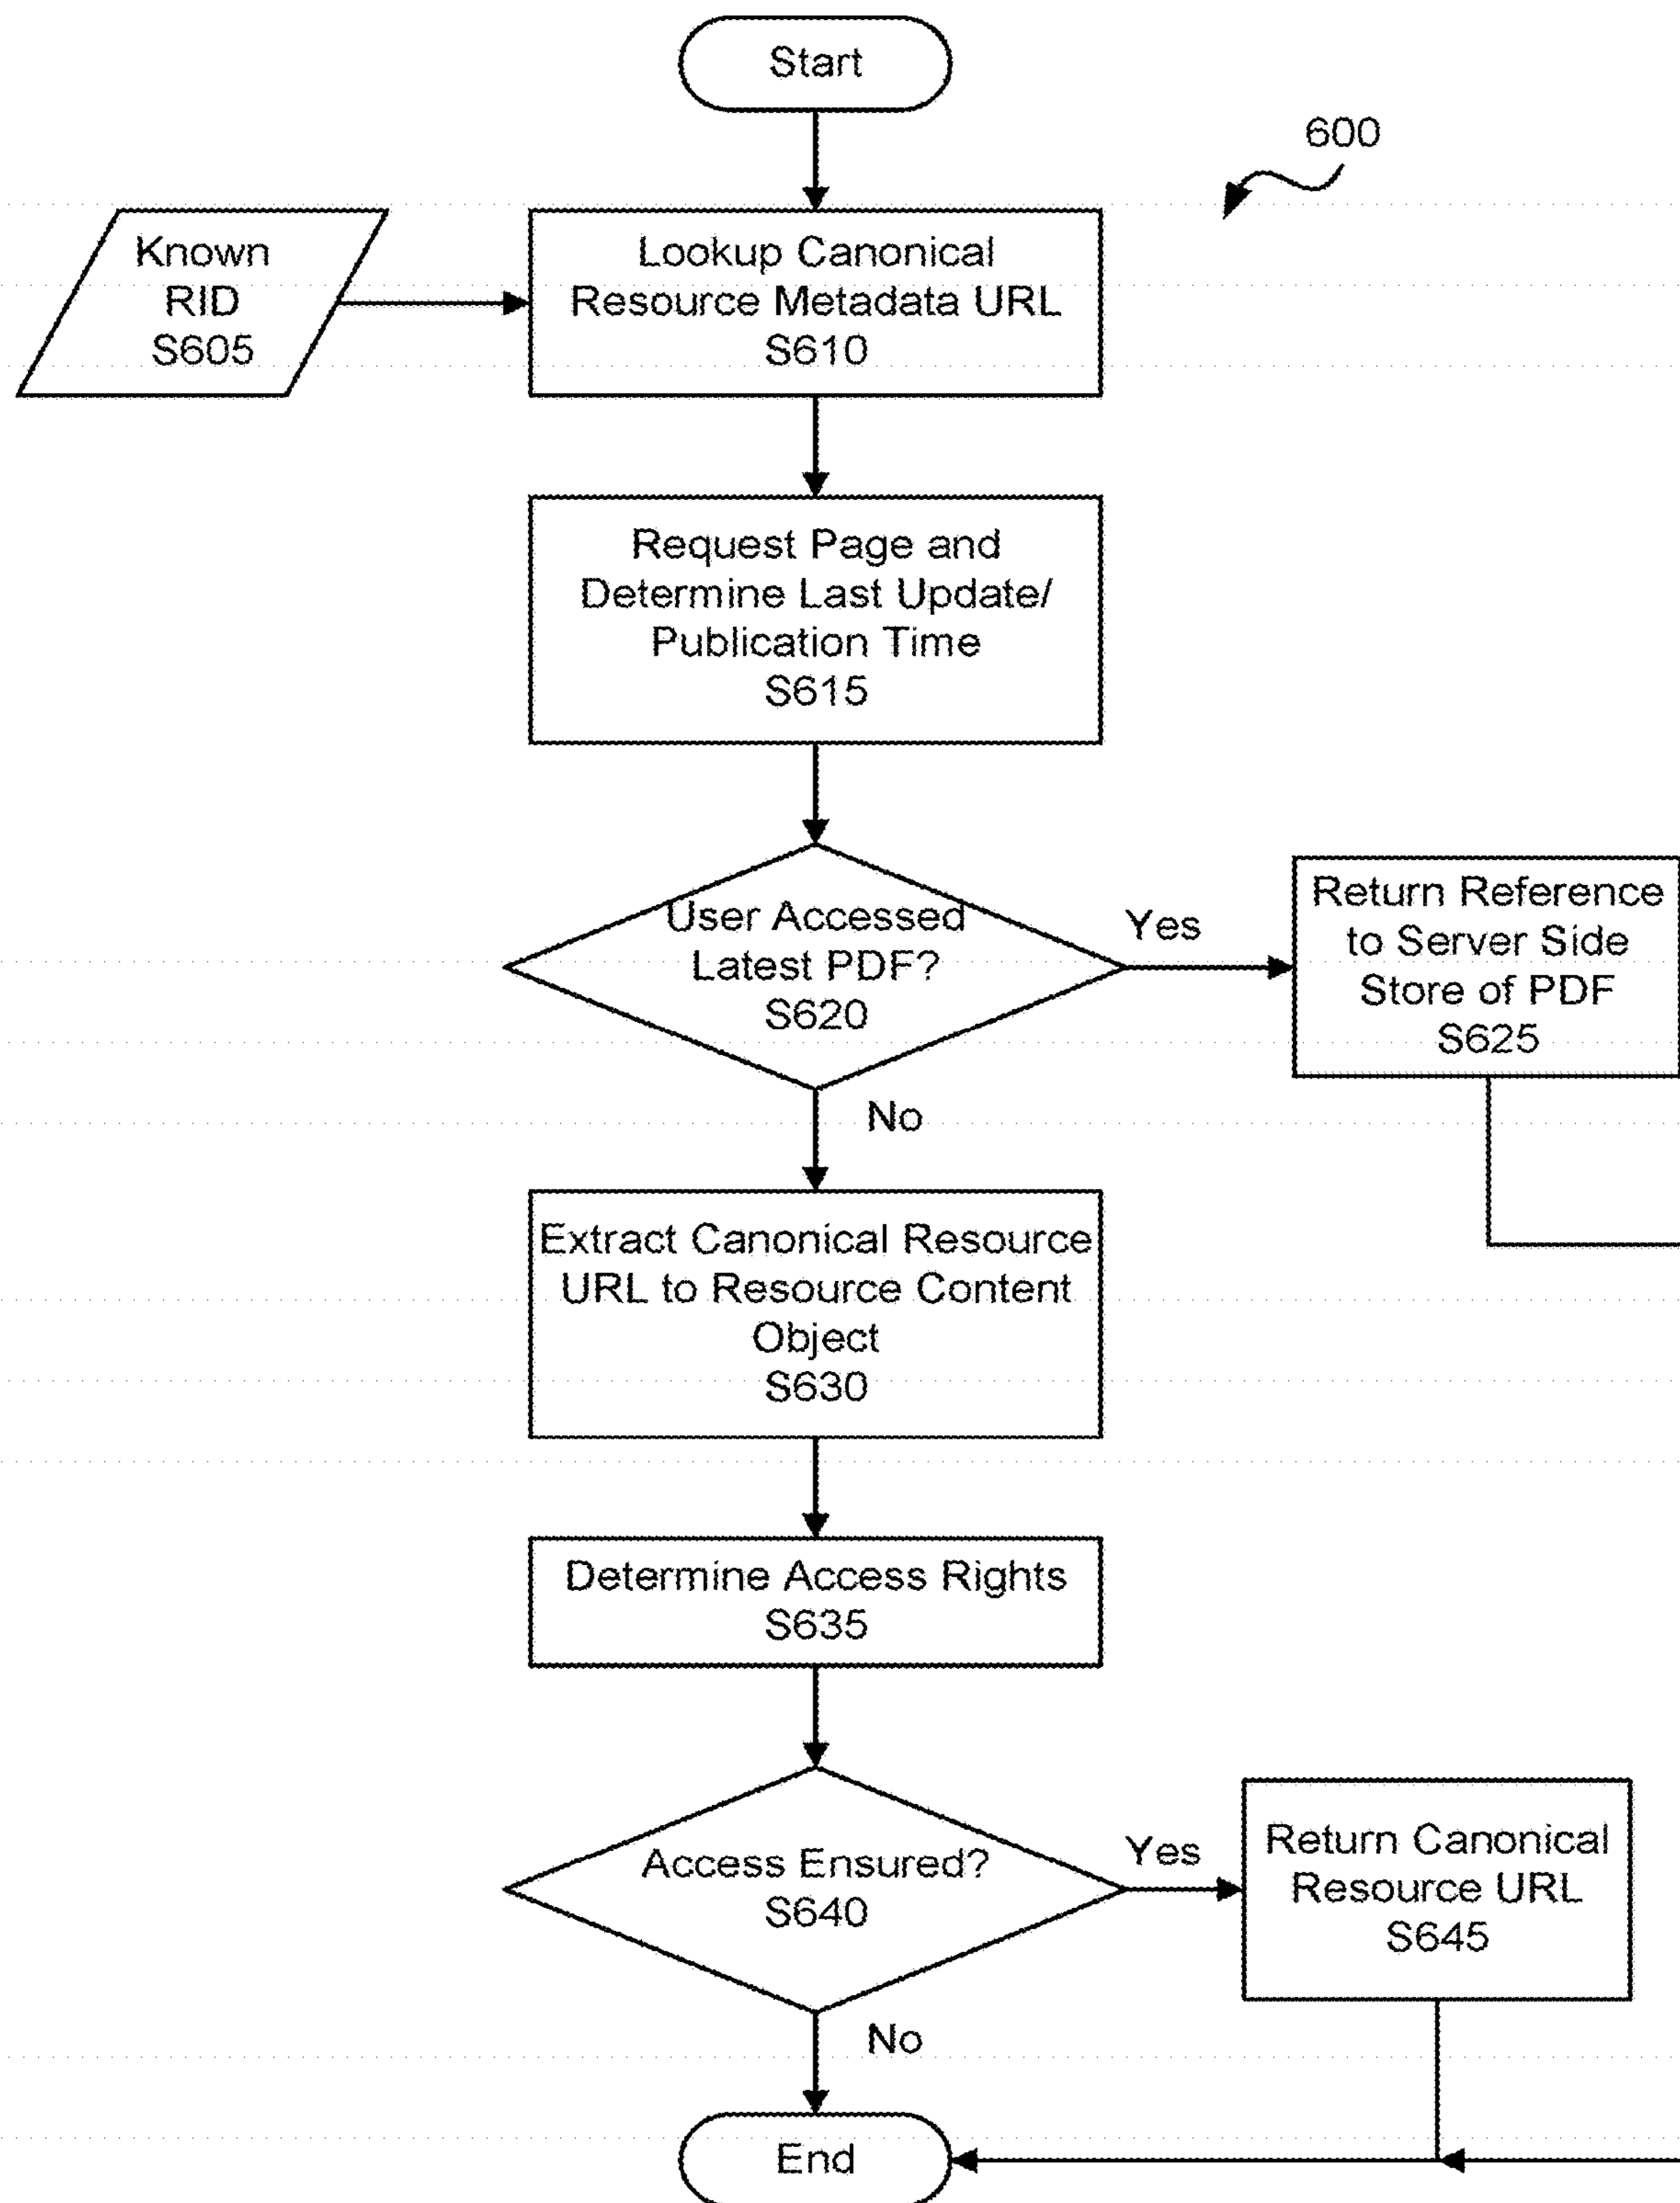 Start
600
Known
RID
S605
Lookup Canonical
Resource Metadata URL
S610
Request Page and
Determine Last Update/
Publication Time
S615
User Accessed
Latest PDF?
S620
Yes
Return Reference
to Server Side
Store of PDF
S625
No
Extract Canonical Resource
URL to Resource Content
Object
S630
Determine Access Rights
S635
Access Ensured?
S640
Yes
Return Canonical
Resource URL
S645
No
End